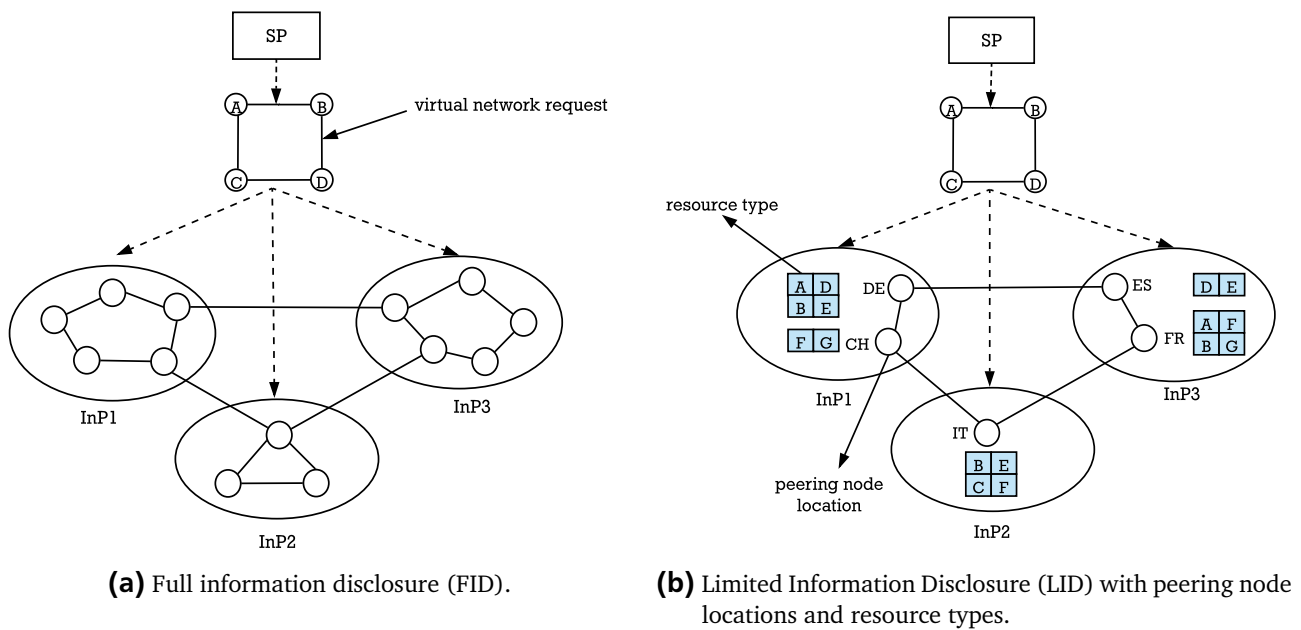 SP
A B
virtual network request
C D
InP1
InP3
InP2
(a) Full information disclosure (FID).
SP
A B
C D
resource type
A D
B E
DE
F G
CH
InP1
ES
D E
A F
B G
FR
InP3
IT
B E
C F
peering node
location
InP2
(b) Limited Information Disclosure (LID) with peering node
locations and resource types.